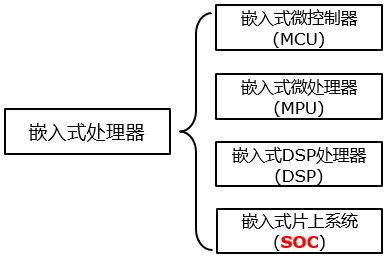 嵌入式微控制器
(MCU)
嵌入式处理器
嵌入式微处理器
(MPU)
嵌入式DSP处理器
(DSP)
嵌入式片上系统
(SOC)